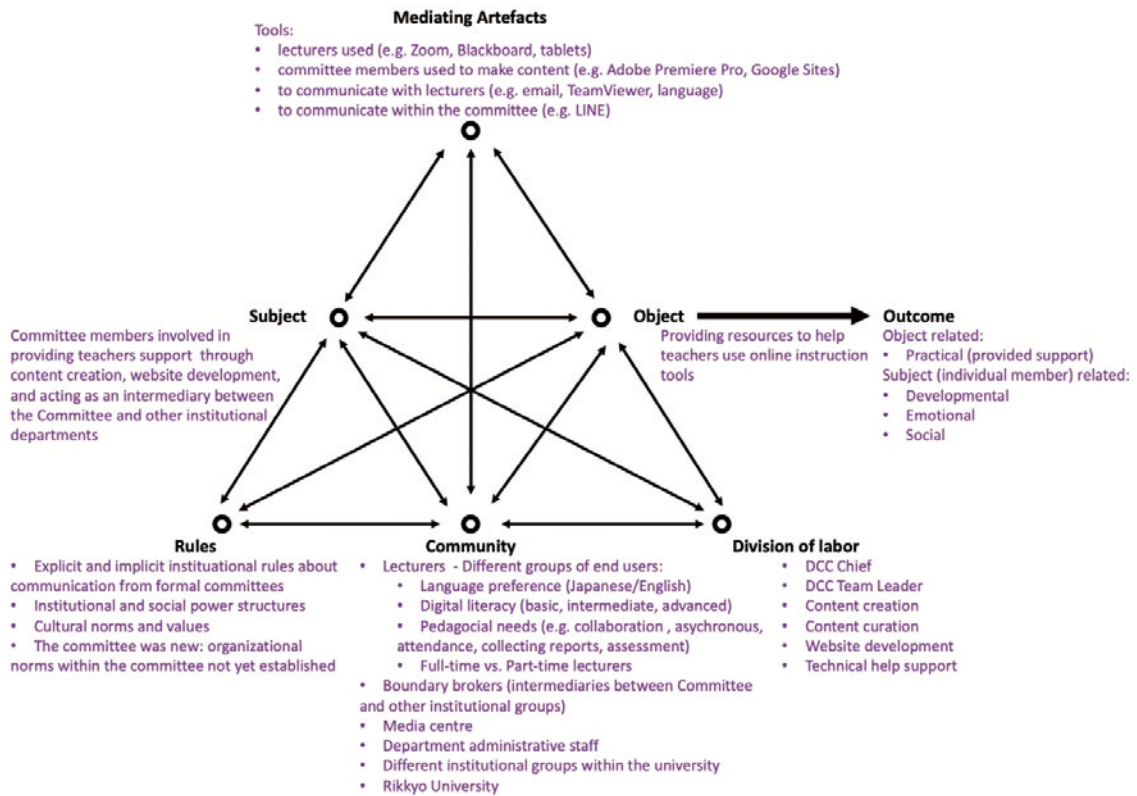 Mediating Artefacts
Tools:
• lecturers used (e.g. Zoom, Blackboard, tablets)
• committee members used to make content (e.g. Adobe Premiere Pro, Google Sites)
• to communicate with lecturers (e.g. email, TeamViewer, language)
• to communicate within the committee (e.g. LINE)
Subject
Committee members involved in
providing teachers support through
content creation, website development,
and acting as an intermediary between
the Committee and other institutional
departments
Object
Providing resources to help
teachers use online instruction
tools
Outcome
Object related:
• Practical (provided support)
Subject (individual member) related:
• Developmental
• Emotional
• Social
Rules
• Explicit and implicit instituational rules about
communication from formal committees
• Institutional and social power structures
• Cultural norms and values
• The committee was new: organizational
norms within the committee not yet established
Community
• Lecturers - Different groups of end users:
• Language preference (Japanese/English)
• Digital literacy (basic, intermediate, advanced)
• Pedagocial needs (e.g. collaboration , asychronous,
attendance, collecting reports, assessment)
• Full-time vs. Part-time lecturers
• Boundary brokers (intermediaries between Committee
and other institutional groups)
• Media centre
• Department administrative staff
• Different institutional groups within the university
• Rikkyo University
Division of labor
• DCC Chief
• DCC Team Leader
• Content creation
• Content curation
• Website development
• Technical help support